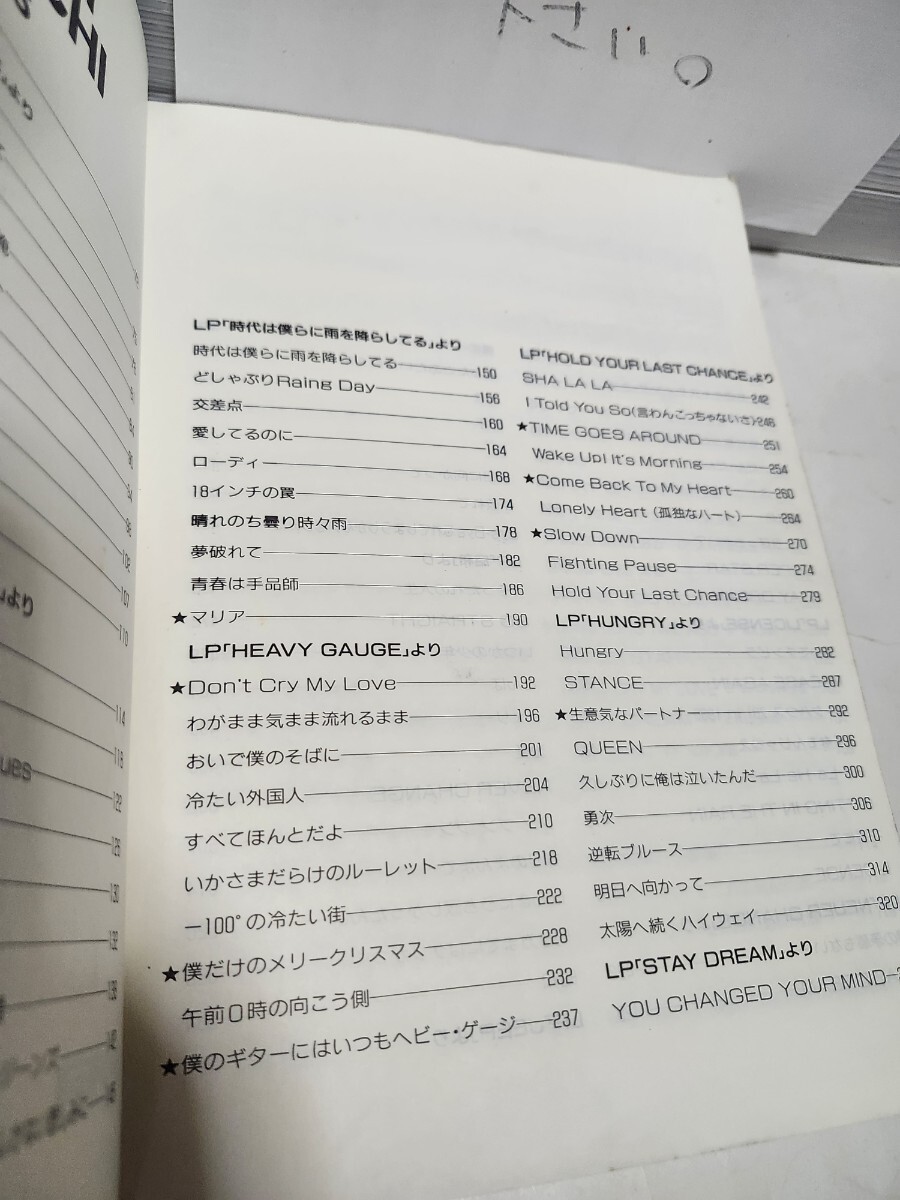 HI
より
より
ues
114
118
122
126
130
132
LP「時代は僕らに雨を降らしてる」より
時代は僕らに雨を降らしてる 150
どしゃぶりRaing Day 156
交差点 160
愛してるのに 164
ローディー 168
18インチの罠 174
晴れのち曇り時々雨 178
夢破れて 182
青春は手品師 186
★マリア 190
LP「HEAVY GAUGE」より
★Don't Cry My Love 192
わがまま気まま流れるまま 196
おいで僕のそばに 201
冷たい外国人 204
すべてほんとだよ 210
いかさまだらけのルーレット 218
−100°の冷たい街 222
★僕だけのメリークリスマス 228
午前0時の向こう側 232
★僕のギターにはいつもヘビー・ゲージ 237
LP「HOLD YOUR LAST CHANCE」より
SHA LA LA 242
I Told You So(言わんこっちゃないさ) 246
★TIME GOES AROUND 251
Wake Up! It's Morning 254
★Come Back To My Heart 260
Lonely Heart (孤独なハート) 264
★Slow Down 270
Fighting Pause 274
Hold Your Last Chance 279
LP「HUNGRY」より
Hungry 282
STANCE 287
★生意気なパートナー 292
QUEEN 296
久しぶりに俺は泣いたんだ 300
勇次 306
逆転ブルース 310
明日へ向かって 314
太陽へ続くハイウェイ 320
LP「STAY DREAM」より
YOU CHANGED YOUR MIND